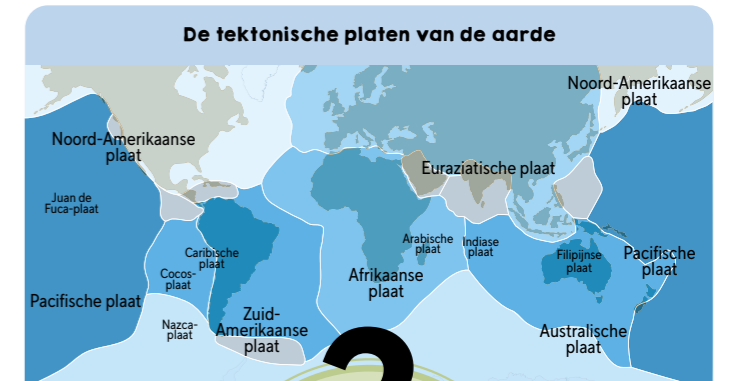 De tektonische platen van de aarde
Noord-Amerikaanse
plaat
Noord-Amerikaanse
plaat
Euraziatische plaat
Juan de
Fuca-plaat
Caribische
plaat
Arabische
plaat
Indiase
plaat
Filipijnse
plaat
Pacifische
plaat
Cocos-
plaat
Afrikaanse
plaat
Pacifische plaat
Nazca-
plaat
Zuid-
Amerikaanse
plaat
Australische
plaat
?